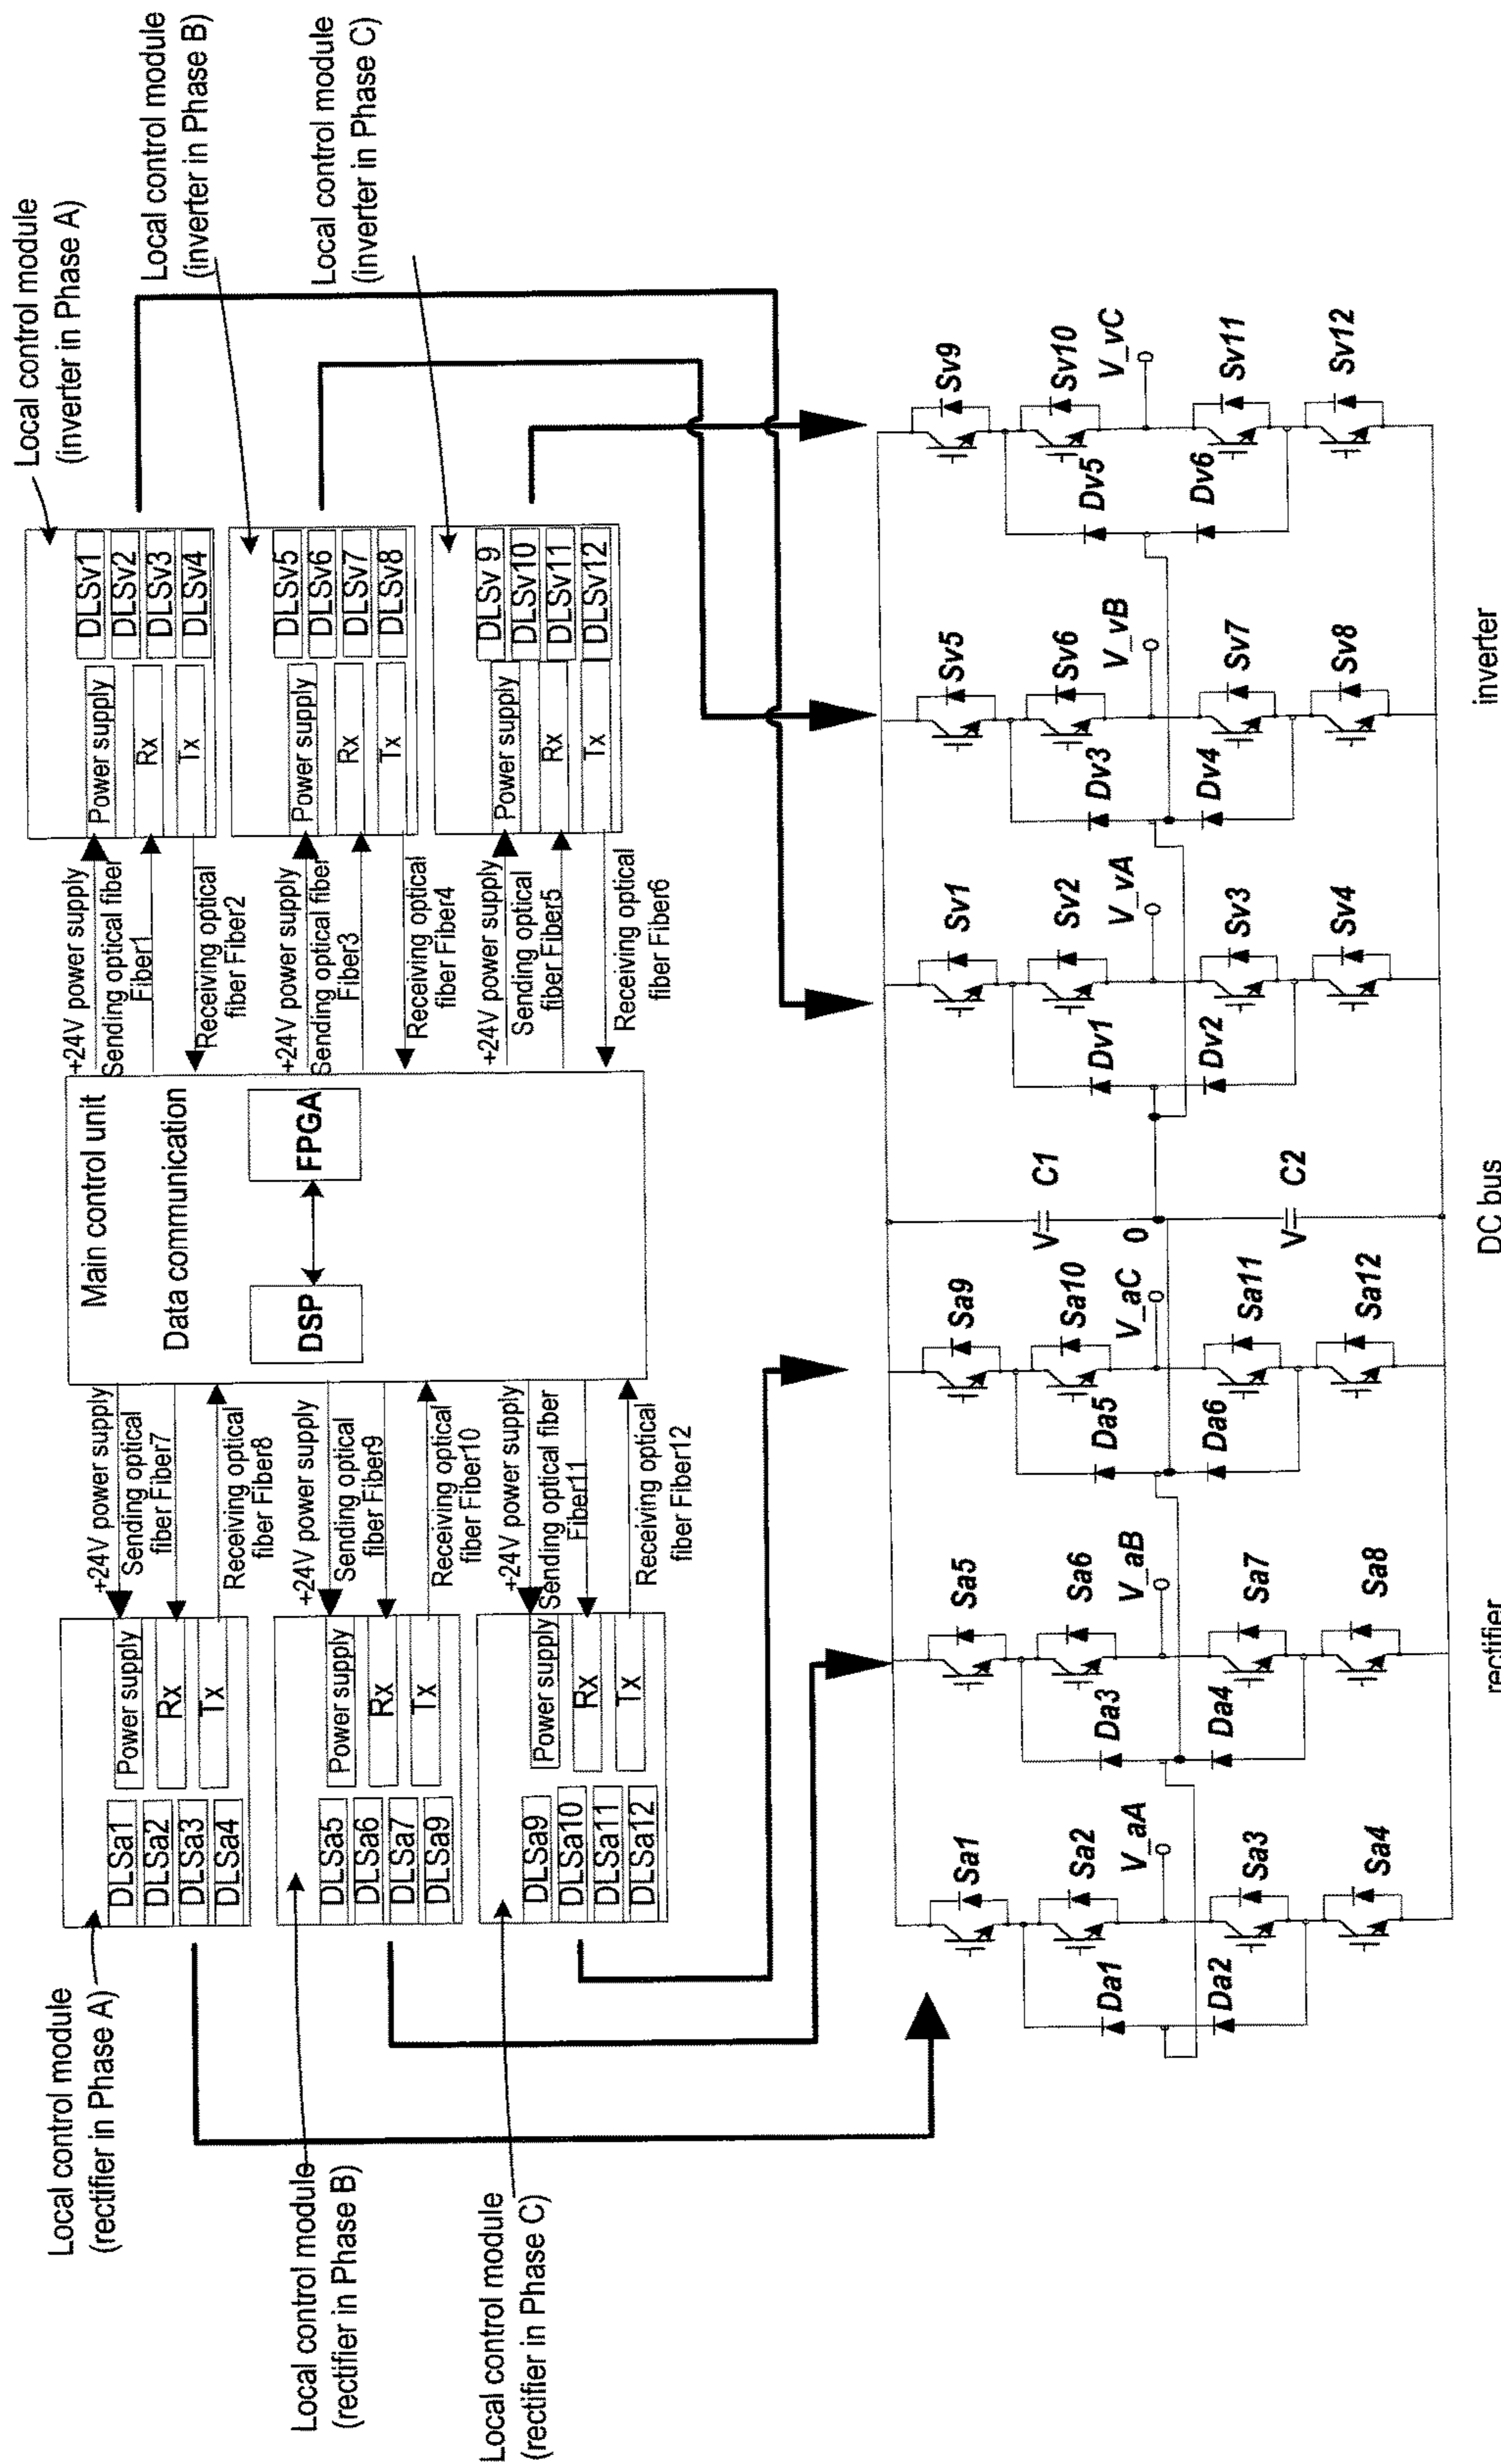 Local control module
(rectifier in Phase A)
Local control module
(rectifier in Phase B)
Local control module
(rectifier in Phase C)
DLSa1
DLSa2
DLSa3
DLSa4
Power supply
Rx
Tx
DLSa5
DLSa6
DLSa7
DLSa9
Power supply
Rx
Tx
DLSa9
DLSa10
DLSa11
DLSa12
Power supply
Rx
Tx
+24V power supply
Sending optical
fiber Fiber7
Receiving optical
fiber Fiber8
+24V power supply
Sending optical
fiber Fiber9
Receiving optical
fiber Fiber10
+24V power supply
Sending optical fiber
Fiber11
Receiving optical
fiber Fiber12
Main control unit
Data communication
DSP
FPGA
+24V power supply
Sending optical fiber
Fiber1
Receiving optical
fiber Fiber2
+24V power supply
Sending optical fiber
Fiber3
Receiving optical
fiber Fiber4
+24V power supply
Sending optical
fiber Fiber5
Receiving optical
fiber Fiber6
Power supply
Rx
Tx
DLSv1
DLSv2
DLSv3
DLSv4
Power supply
Rx
Tx
DLSv5
DLSv6
DLSv7
DLSv8
Power supply
Rx
Tx
DLSv 9
DLSv10
DLSv11
DLSv12
Local control module
(inverter in Phase A)
Local control module
(inverter in Phase B)
Local control module
(inverter in Phase C)
Sa1
Sa2
V_aA
Sa3
Sa4
Da1
Da2
Sa5
Sa6
V_aB
Sa7
Sa8
Da3
Da4
Sa9
Sa10
V_aC
Sa11
Sa12
Da5
Da6
V
C1
0
V
C2
Sv1
Sv2
V_vA
Sv3
Sv4
Dv1
Dv2
Sv5
Sv6
V_vB
Sv7
Sv8
Dv3
Dv4
Sv9
Sv10
V_vC
Sv11
Sv12
Dv5
Dv6
rectifier
DC bus
inverter